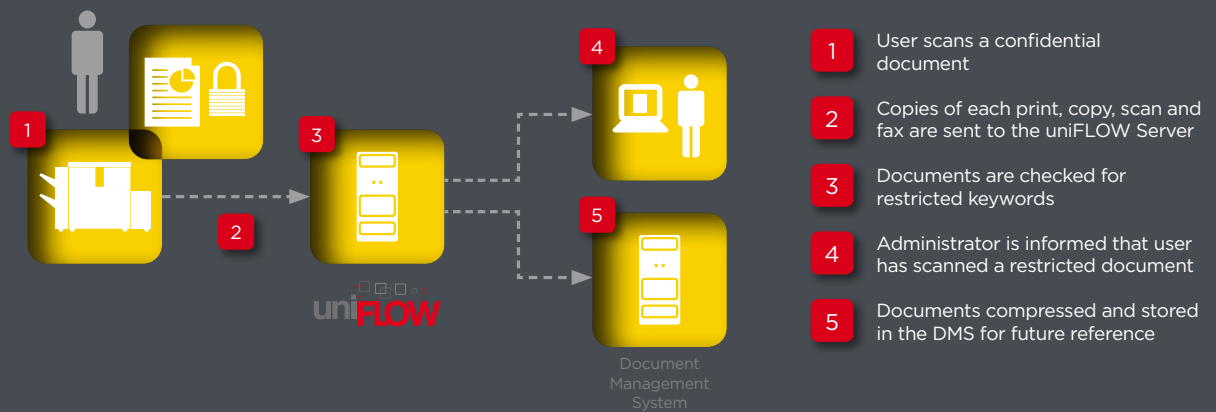 1
2
3
uniFLOW
4
5
Document
Management
System
1
User scans a confidential
document
2
Copies of each print, copy, scan and
fax are sent to the uniFLOW Server
3
Documents are checked for
restricted keywords
4
Administrator is informed that user
has scanned a restricted document
5
Documents compressed and stored
in the DMS for future reference